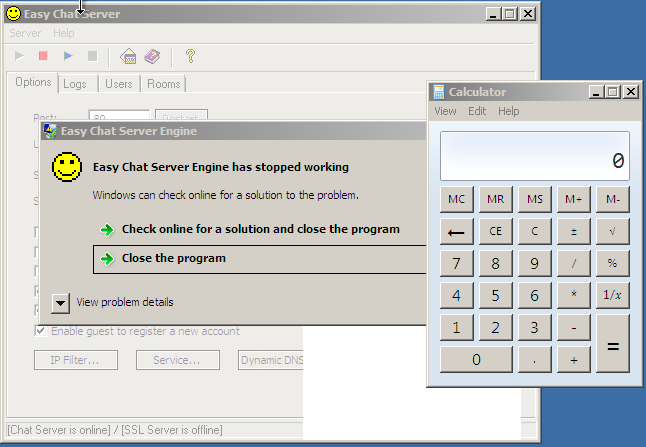 Easy Chat Server
Server Help
Options Logs Users Rooms
Port: 80 Restart
Easy Chat Server Engine
Easy Chat Server Engine has stopped working
Windows can check online for a solution to the problem.
Check online for a solution and close the program
Close the program
View problem details
Enable guest to register a new account
IP Filter... Service... Dynamic DNS
[Chat Server is online] / [SSL Server is offline]
Calculator
View Edit Help
0
MC MR MS M+ M-
← CE C ± √
7 8 9 / %
4 5 6 * 1/x
1 2 3 - =
0 . +